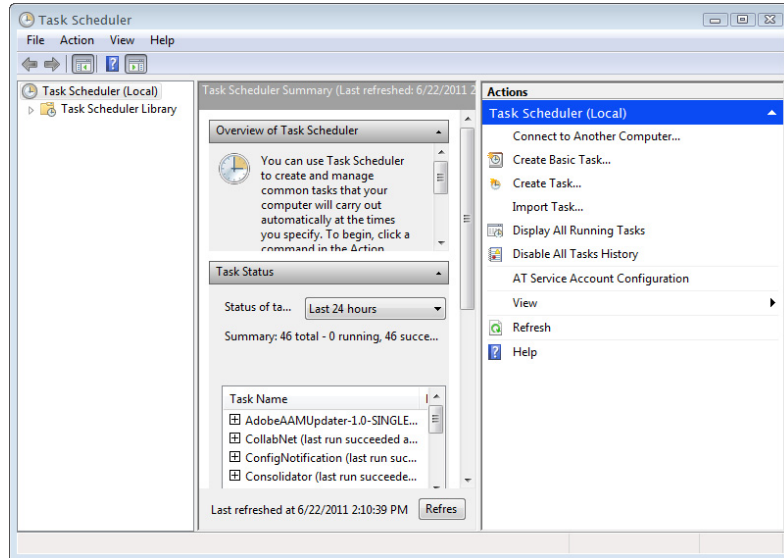 Task Scheduler
File Action View Help
Task Scheduler (Local)
Task Scheduler Library
Task Scheduler Summary (Last refreshed: 6/22/2011 2
Overview of Task Scheduler
You can use Task Scheduler
to create and manage
common tasks that your
computer will carry out
automatically at the times
you specify. To begin, click a
command in the Action
Task Status
Status of ta...
Last 24 hours
Summary: 46 total - 0 running, 46 succe...
Task Name
AdobeAAMUpdater-1.0-SINGLE...
CollabNet (last run succeeded a...
ConfigNotification (last run suc...
Consolidator (last run succeede...
Last refreshed at 6/22/2011 2:10:39 PM
Refres
Actions
Task Scheduler (Local)
Connect to Another Computer...
Create Basic Task...
Create Task...
Import Task...
Display All Running Tasks
Disable All Tasks History
AT Service Account Configuration
View
Refresh
Help